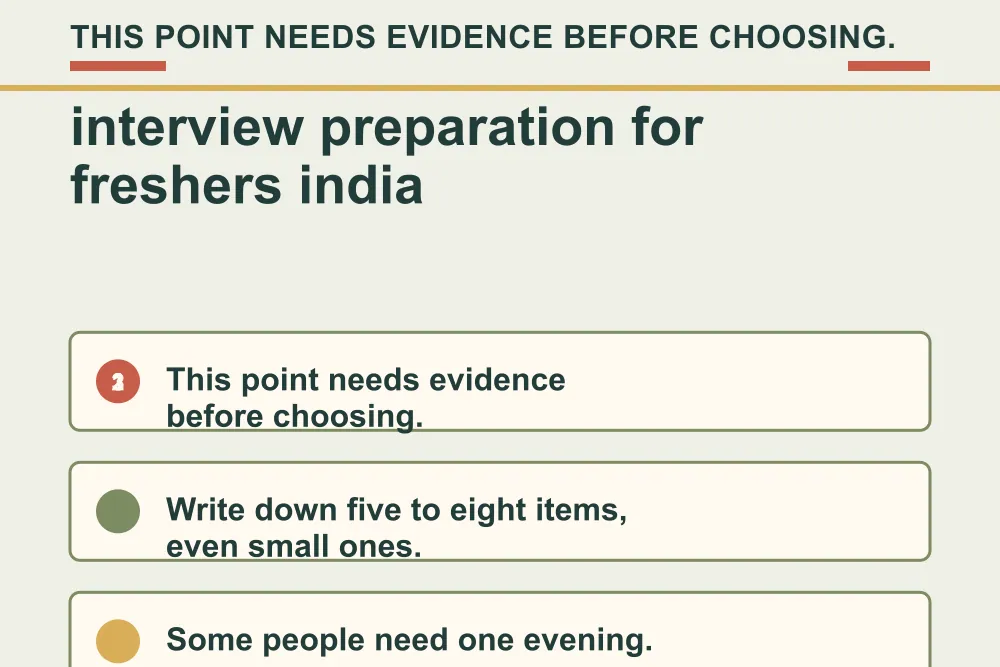 THIS POINT NEEDS EVIDENCE BEFORE CHOOSING.
interview preparation for
freshers india
This point needs evidence
before choosing.
Write down five to eight items,
even small ones.
Some people need one evening.